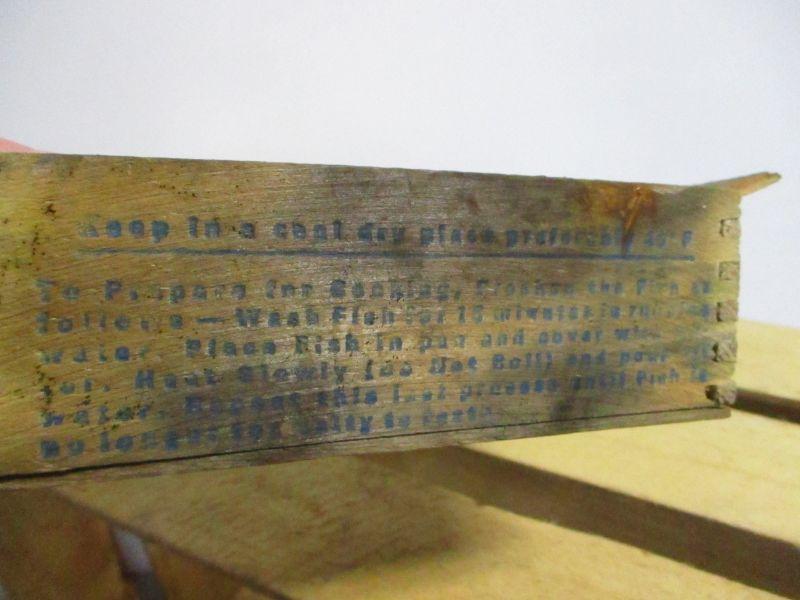 Keep in a cool dry place preferably 40° F
To Prepare for Cooking, Freshen the Fish as
follows — Wash Fish for 15 minutes in running
water. Place Fish in pan and cover with
Heat Slowly (do Not Boil) and pour off
water. Repeat this last process until Fish is
no longer too salty to taste